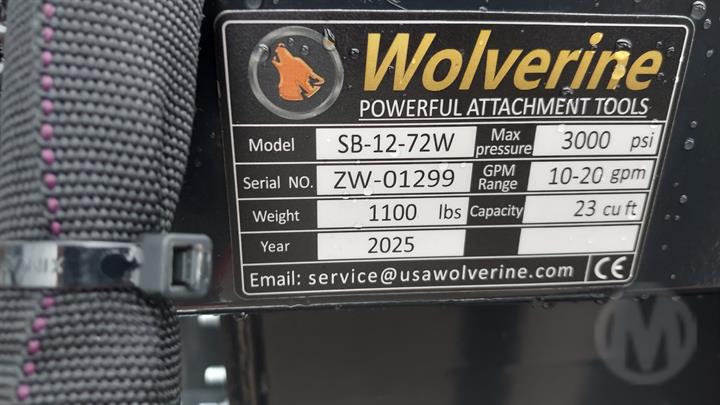 Wolverine
POWERFUL ATTACHMENT TOOLS
Model SB-12-72W Max pressure 3000 psi
Serial NO. ZW-01299 GPM Range 10-20 gpm
Weight 1100 lbs Capacity 23 cu ft
Year 2025
Email: service@usawolverine.com CE
M